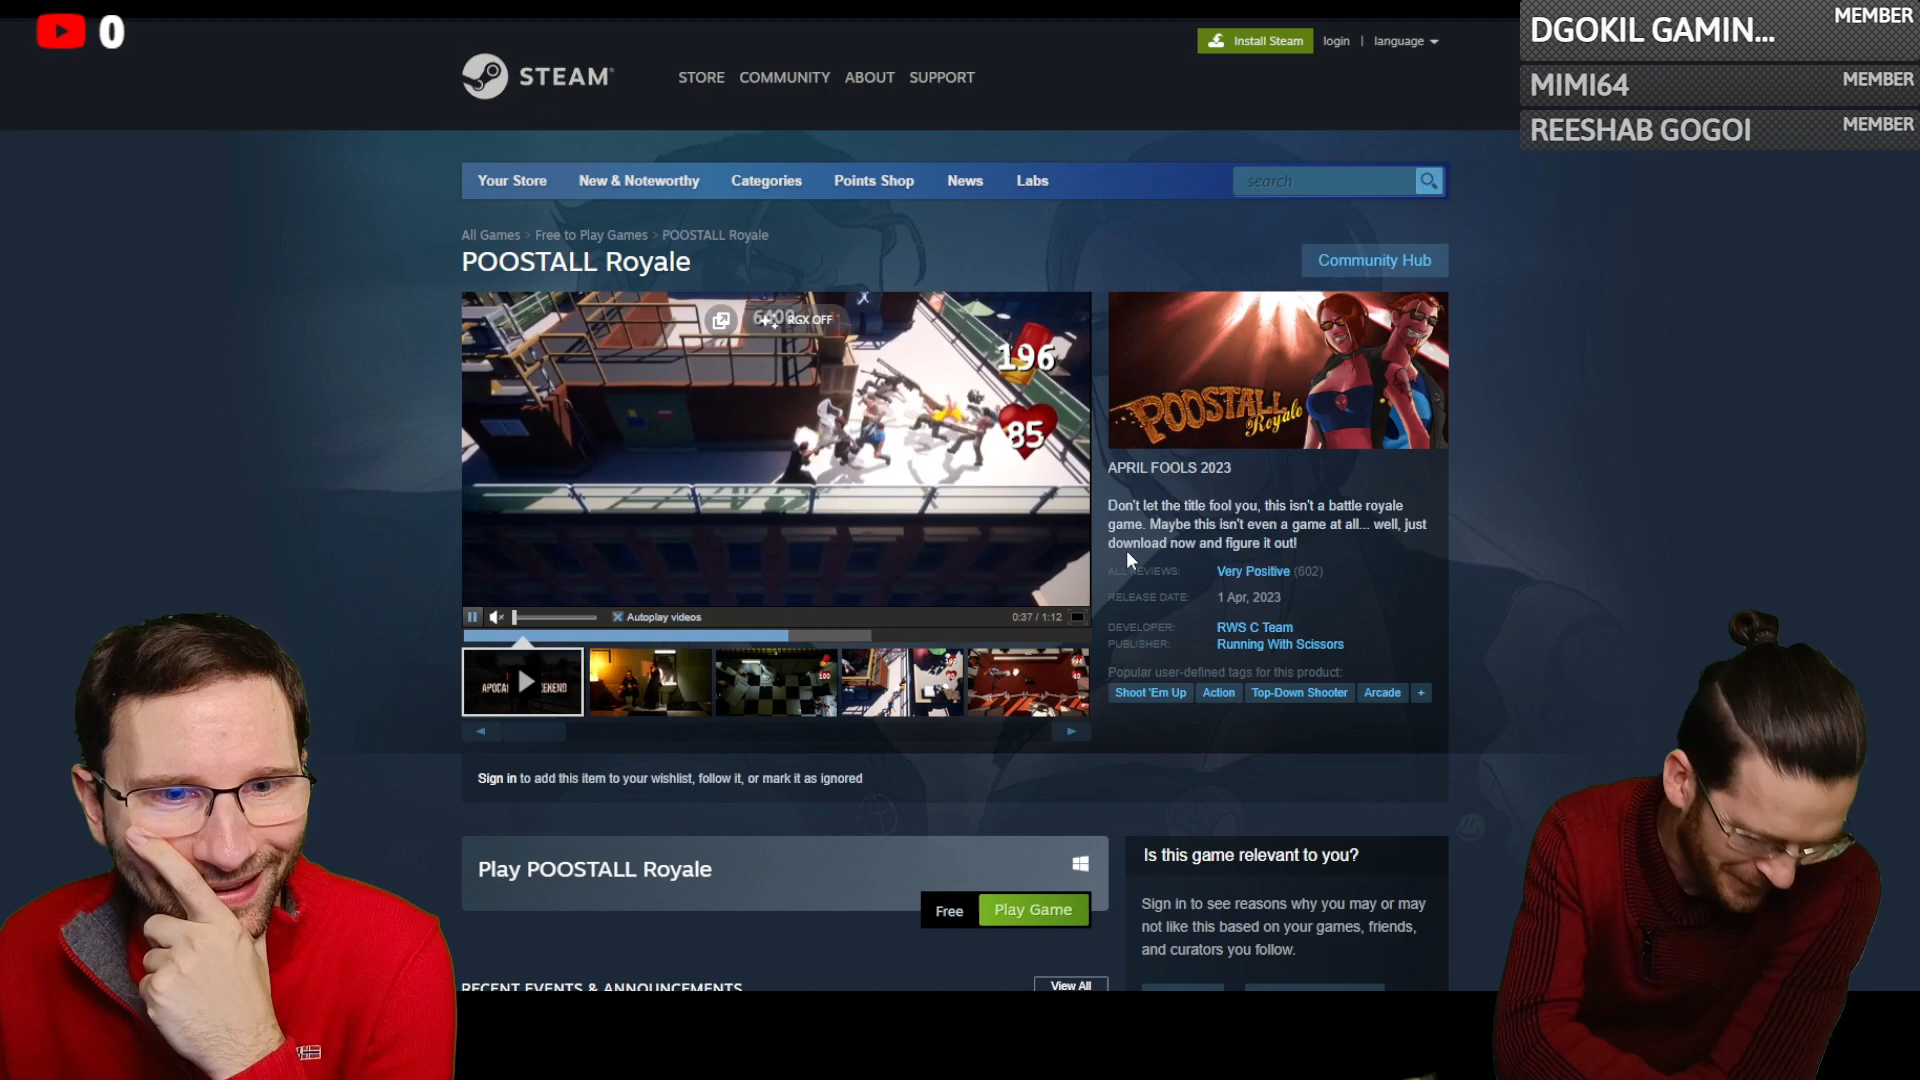 0
DGOKIL GAMIN... MEMBER
MIMI64 MEMBER
REESHAB GOGOI MEMBER
Install Steam login | language
STEAM
STORE COMMUNITY ABOUT SUPPORT
Your Store New & Noteworthy Categories Points Shop News Labs search
All Games > Free to Play Games > POOSTALL Royale
POOSTALL Royale
Community Hub
RGX OFF
196
85
POOSTALL
Royale
APRIL FOOLS 2023
Don't let the title fool you, this isn't a battle royale
game. Maybe this isn't even a game at all... well, just
download now and figure it out!
ALL REVIEWS: Very Positive (602)
RELEASE DATE: 1 Apr, 2023
DEVELOPER: RWS C Team
PUBLISHER: Running With Scissors
Popular user-defined tags for this product:
Shoot 'Em Up Action Top-Down Shooter Arcade +
Autoplay videos 0:37 / 1:12
100
Sign in to add this item to your wishlist, follow it, or mark it as ignored
Play POOSTALL Royale
Free Play Game
Is this game relevant to you?
Sign in to see reasons why you may or may
not like this based on your games, friends,
and curators you follow.
RECENT EVENTS & ANNOUNCEMENTS View All